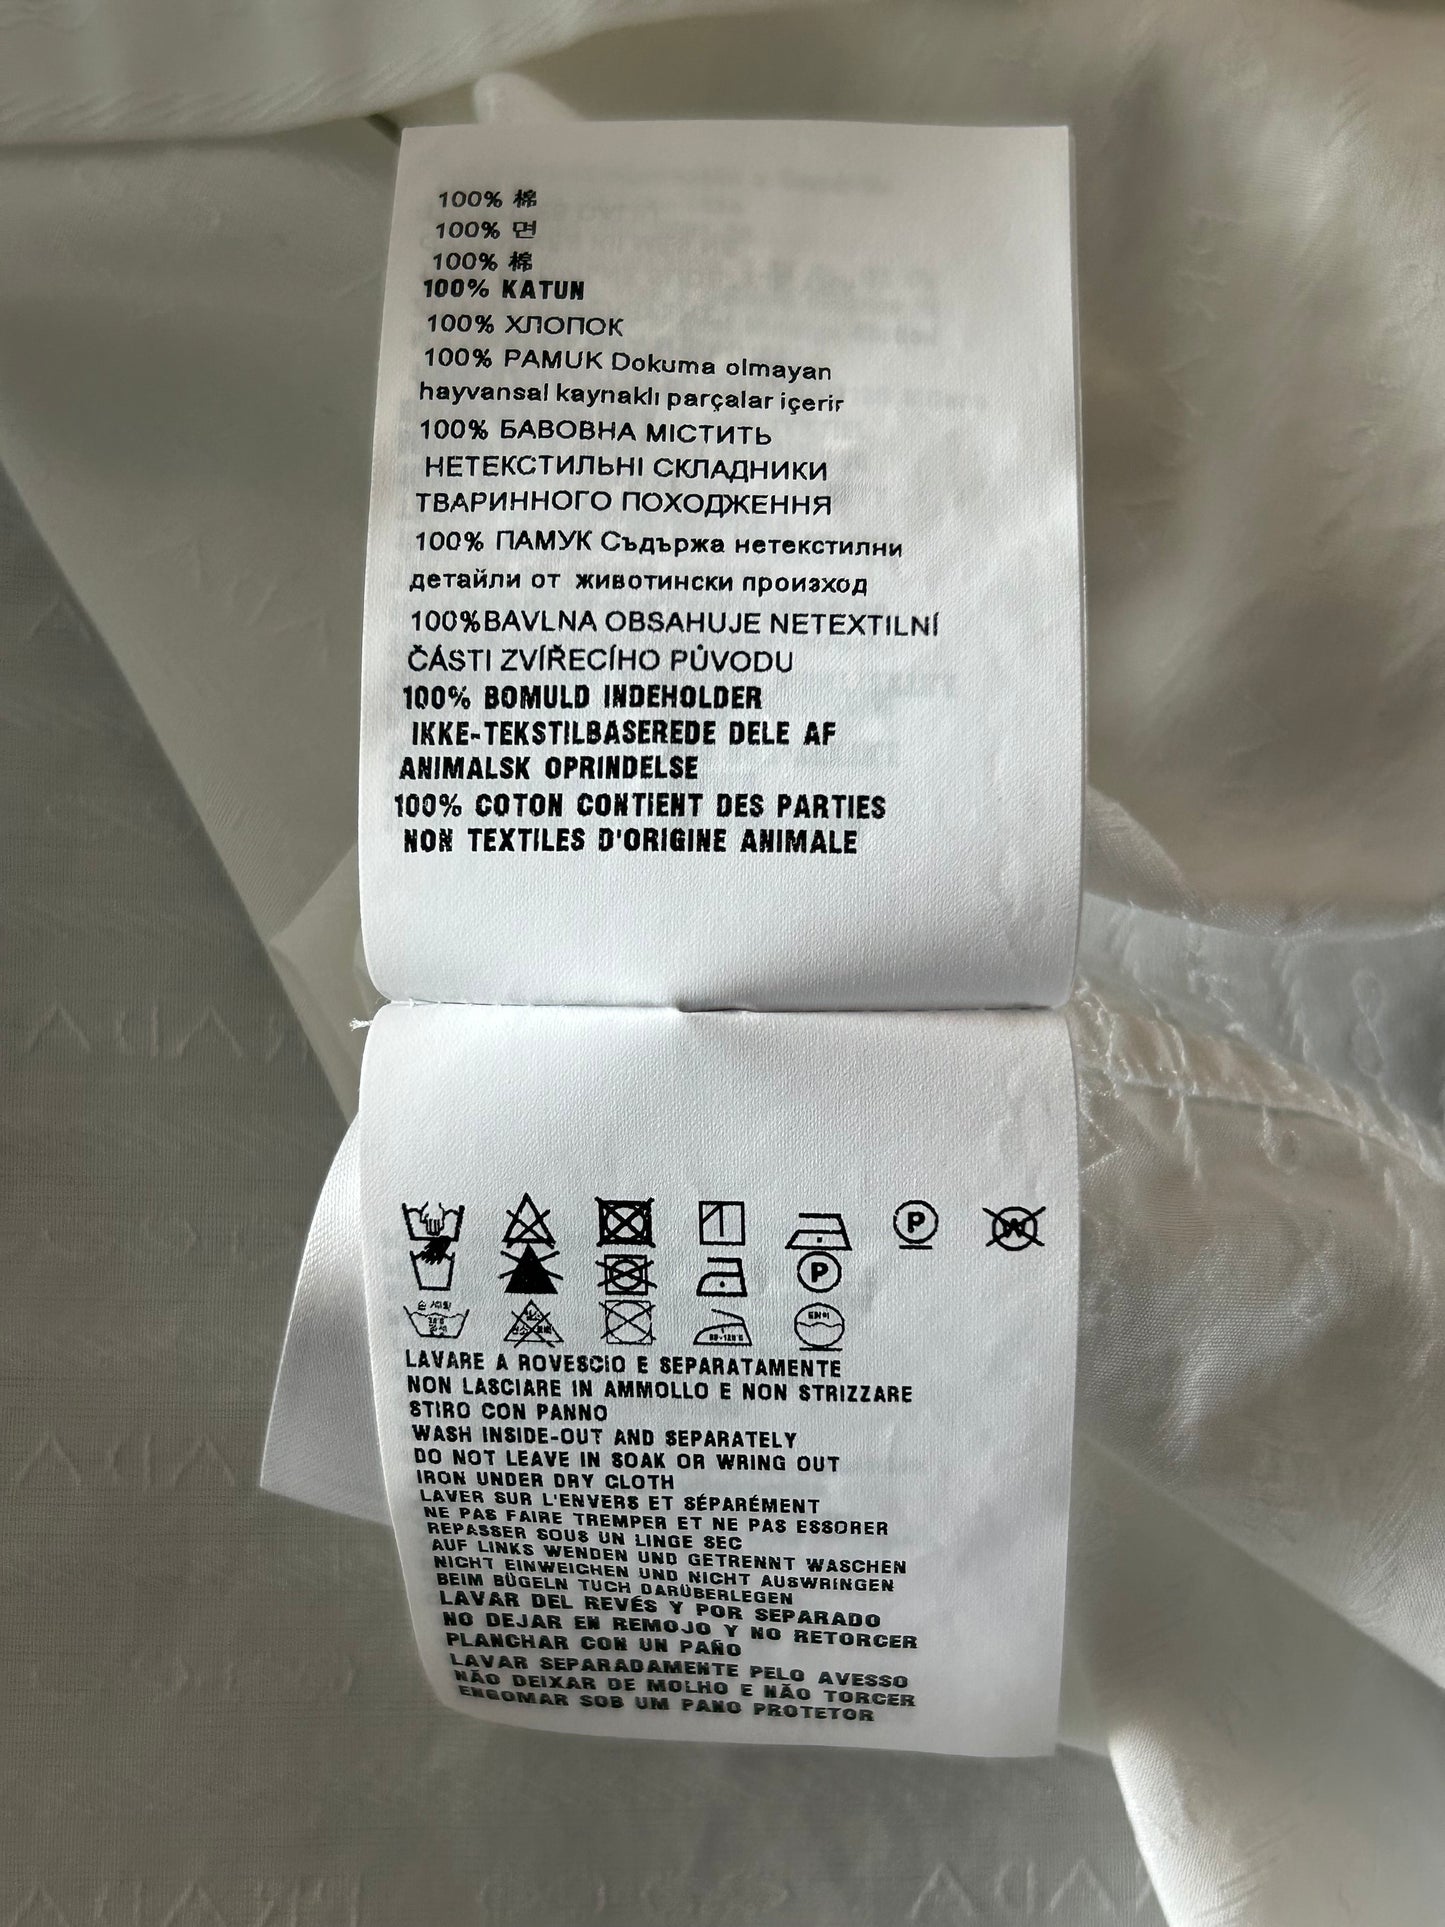 100% 棉
100% 면
100% 棉
100% KATUN
100% ХЛОПОК
100% PAMUK Dokuma olmayan
hayvansal kaynaklı parçalar içerir
100% БАВОВНА МІСТИТЬ
НЕТЕКСТИЛЬНІ СКЛАДНИКИ
ТВАРИННОГО ПОХОДЖЕННЯ
100% ПАМУК Съдържа нетекстилни
детайли от животински произход
100%BAVLNA OBSAHUJE NETEXTILNÍ
ČÁSTI ZVÍŘECÍHO PŮVODU
100% BOMULD INDEHOLDER
IKKE-TEKSTILBASEREDE DELE AF
ANIMALSK OPRINDELSE
100% COTON CONTIENT DES PARTIES
NON TEXTILES D'ORIGINE ANIMALE
P W
P
LAVARE A ROVESCIO E SEPARATAMENTE
NON LASCIARE IN AMMOLLO E NON STRIZZARE
STIRO CON PANNO
WASH INSIDE-OUT AND SEPARATELY
DO NOT LEAVE IN SOAK OR WRING OUT
IRON UNDER DRY CLOTH
LAVER SUR L'ENVERS ET SÉPARÉMENT
NE PAS FAIRE TREMPER ET NE PAS ESSORER
REPASSER SOUS UN LINGE SEC
AUF LINKS WENDEN UND GETRENNT WASCHEN
NICHT EINWEICHEN UND NICHT AUSWRINGEN
BEIM BÜGELN TUCH DARÜBERLEGEN
LAVAR DEL REVÉS Y POR SEPARADO
NO DEJAR EN REMOJO Y NO RETORCER
PLANCHAR CON UN PAÑO
LAVAR SEPARADAMENTE PELO AVESSO
NÃO DEIXAR DE MOLHO E NÃO TORCER
ENGOMAR SOB UM PANO PROTETOR